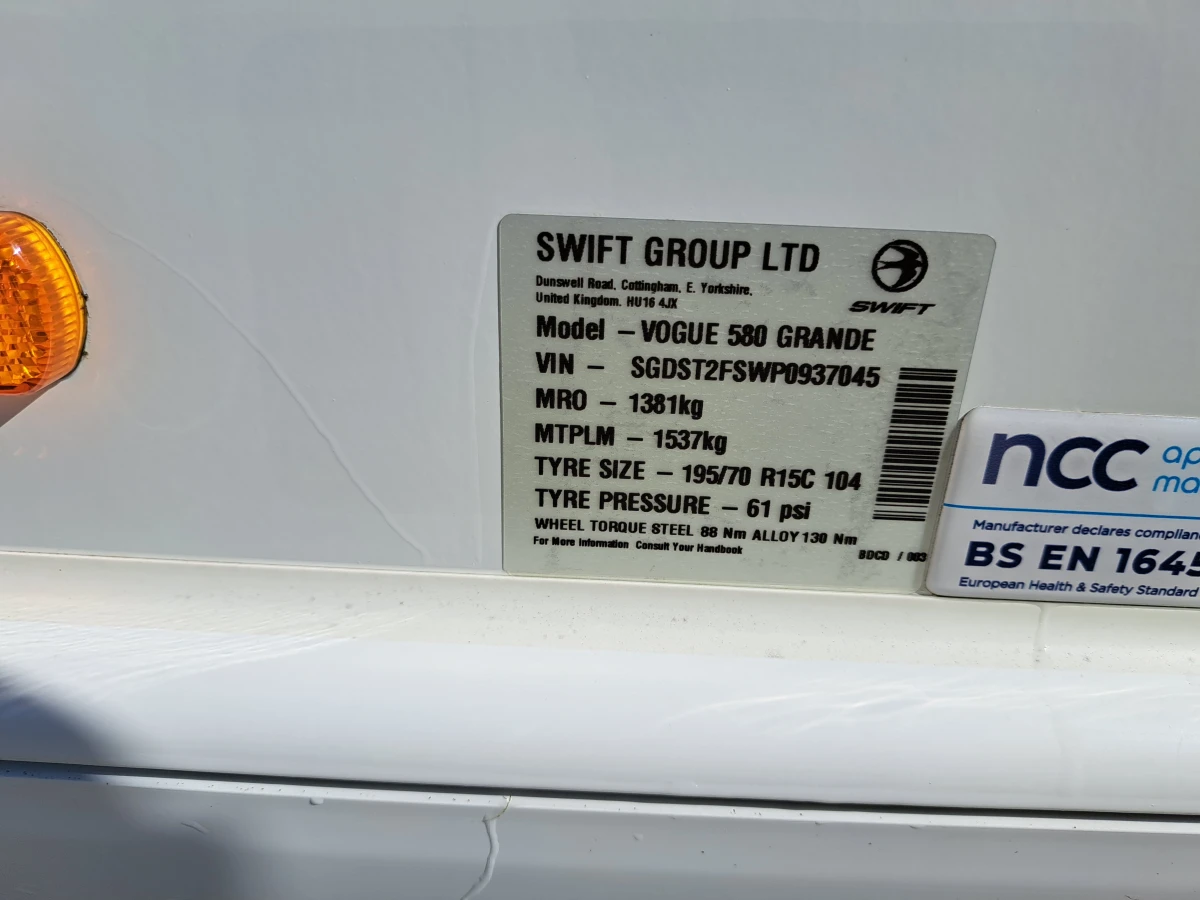 SWIFT GROUP LTD
Dunswell Road, Cottingham, E. Yorkshire,
United Kingdom. HU16 4JX
SWIFT
Model – VOGUE 580 GRANDE
VIN – SGDST2FSWP0937045
MRO – 1381kg
MTPLM – 1537kg
TYRE SIZE – 195/70 R15C 104
TYRE PRESSURE – 61 psi
WHEEL TORQUE STEEL 88 Nm ALLOY 130 Nm
For More Information Consult Your Handbook
BDCD / 003
ncc
Manufacturer declares
BS EN 1645
European Health & Safety Standard